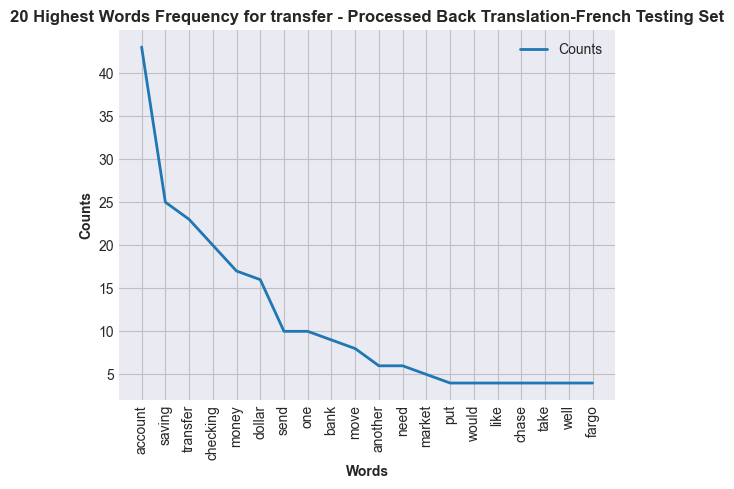 20 Highest Words Frequency for transfer - Processed Back Translation-French Testing Set
Counts
40
35
30
25
20
15
10
5
Counts
account
saving
transfer
checking
money
dollar
send
one
bank
move
another
need
market
put
would
like
chase
take
well
fargo
Words